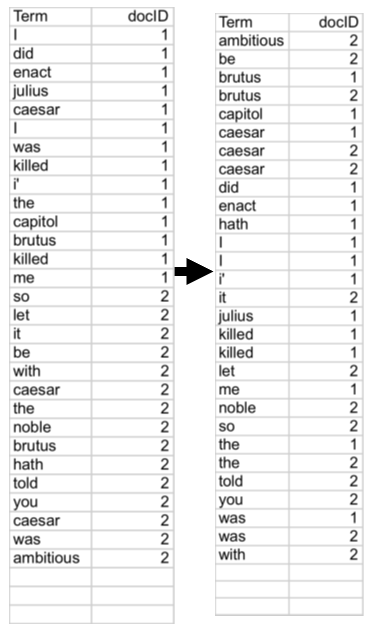 Term docID
I 1
did 1
enact 1
julius 1
caesar 1
I 1
was 1
killed 1
i' 1
the 1
capitol 1
brutus 1
killed 1
me 1
so 2
let 2
it 2
be 2
with 2
caesar 2
the 2
noble 2
brutus 2
hath 2
told 2
you 2
caesar 2
was 2
ambitious 2
Term docID
ambitious 2
be 2
brutus 1
brutus 2
capitol 1
caesar 1
caesar 2
caesar 2
did 1
enact 1
hath 1
I 1
I 1
i' 1
it 2
julius 1
killed 1
killed 1
let 2
me 1
noble 2
so 2
the 1
the 2
told 2
you 2
was 1
was 2
with 2